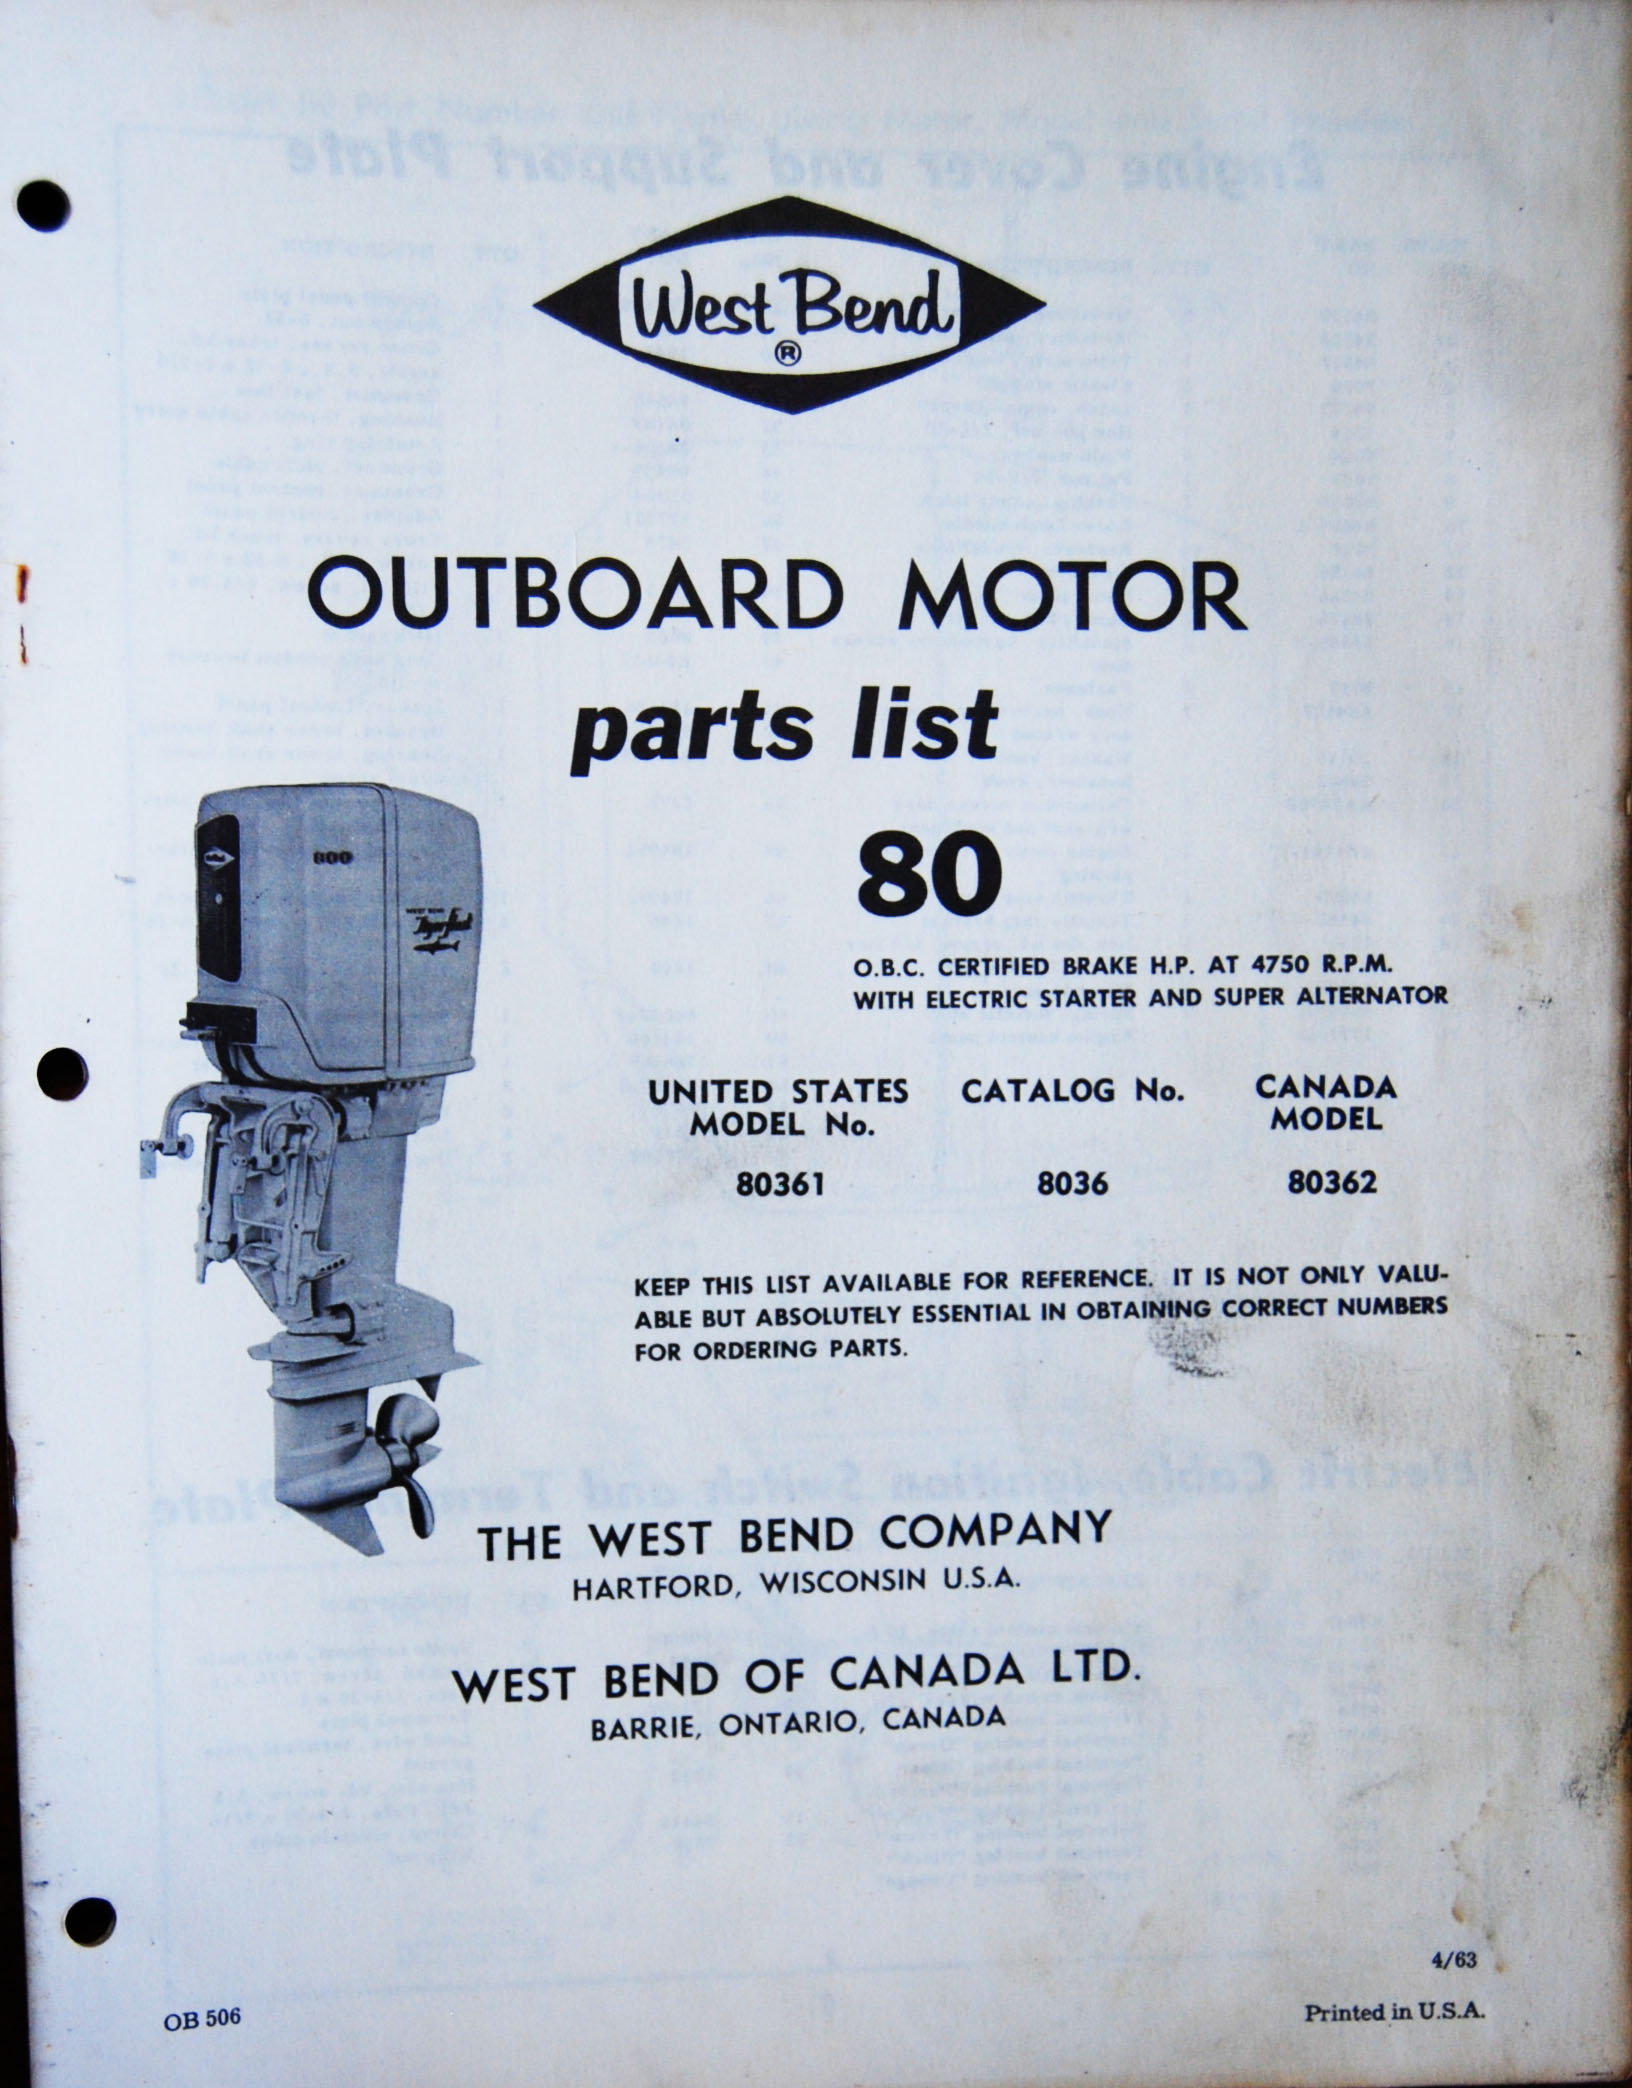 West Bend
®
OUTBOARD MOTOR
parts list
80
800
WEST BEND
O.B.C. CERTIFIED BRAKE H.P. AT 4750 R.P.M.
WITH ELECTRIC STARTER AND SUPER ALTERNATOR
UNITED STATES CATALOG No. CANADA
MODEL No. MODEL
80361 8036 80362
KEEP THIS LIST AVAILABLE FOR REFERENCE. IT IS NOT ONLY VALU-
ABLE BUT ABSOLUTELY ESSENTIAL IN OBTAINING CORRECT NUMBERS
FOR ORDERING PARTS.
THE WEST BEND COMPANY
HARTFORD, WISCONSIN U.S.A.
WEST BEND OF CANADA LTD.
BARRIE, ONTARIO, CANADA
4/63
OB 506
Printed in U.S.A.